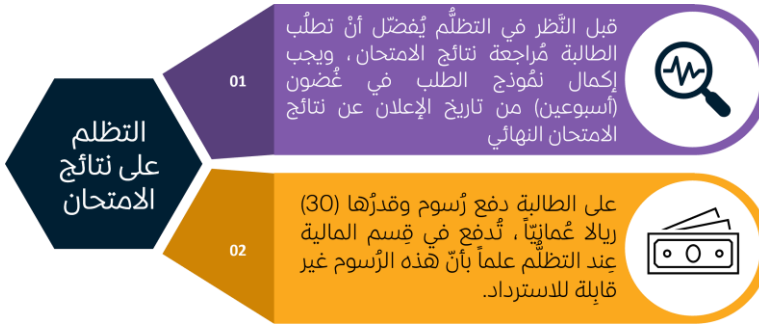 التظلم
على نتائج
الامتحان
01
قبل النَّظر في التظلُّم يُفضّل أنْ تطلُب
الطالبة مُراجعة نتائج الامتحان، ويجب
إكمال نمُوذج الطلب في غُضون
(أسبوعين) من تاريخ الإعلان عن نتائج
الامتحان النهائي
02
على الطالبة دفع رُسوم وقدرُها (30)
ريالا عُمانيّاً، تُدفع في قِسم المالية
عِند التظلُّم علماً بأنّ هذه الرُسوم غير
قابِلة للاسترداد.